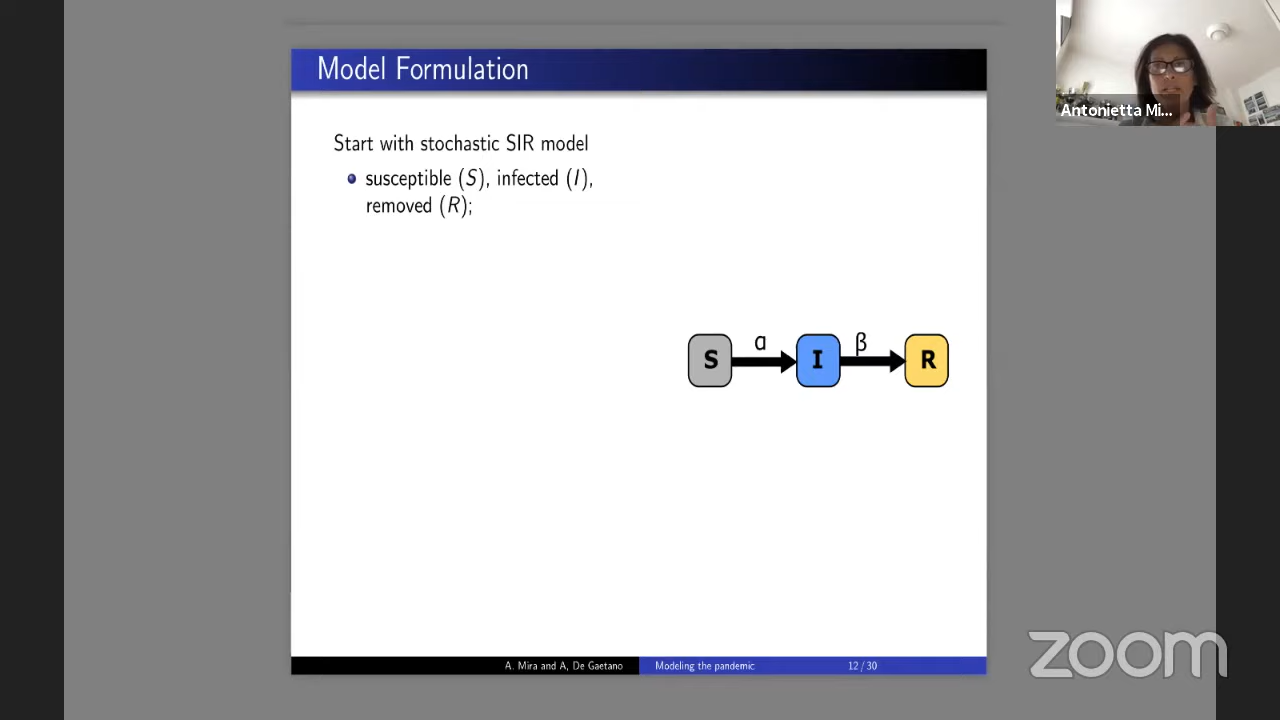 Model Formulation
Antonietta Mi...
Start with stochastic SIR model
susceptible (S), infected (I),
removed (R);
α β
S I R
A. Mira and A, De Gaetano Modeling the pandemic 12 / 30
zoom